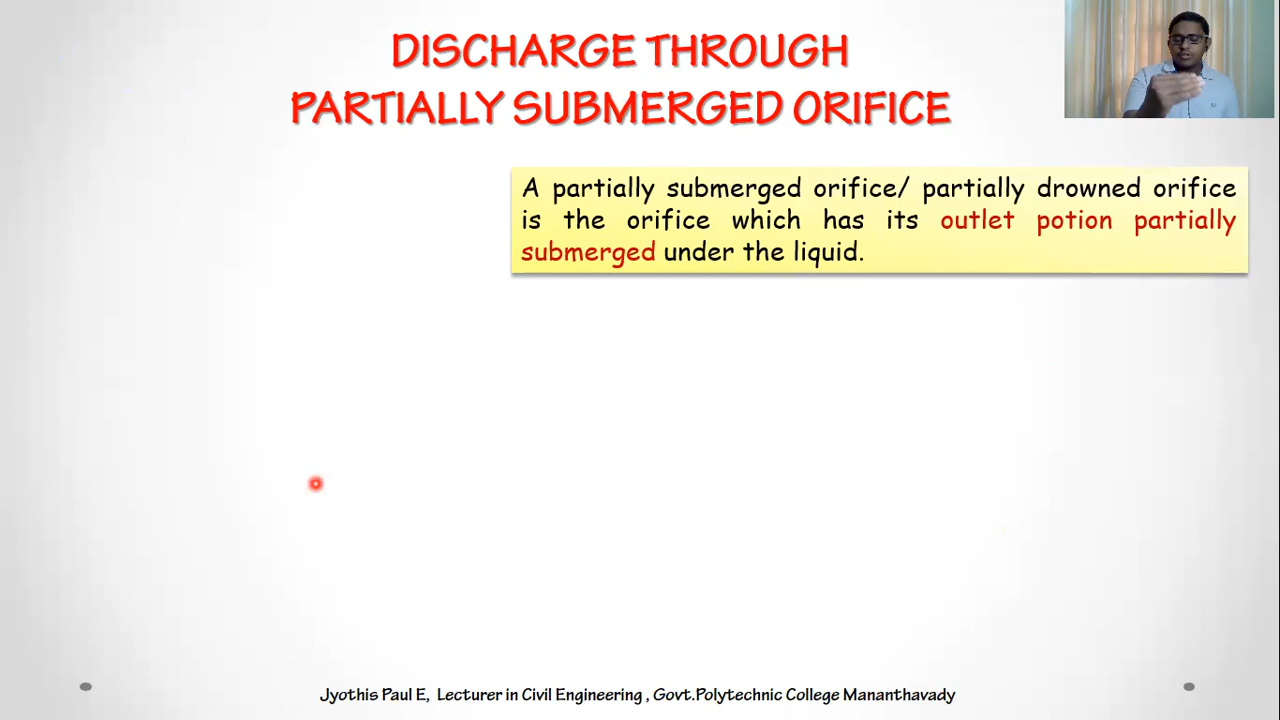 DISCHARGE THROUGH
PARTIALLY SUBMERGED ORIFICE
A partially submerged orifice/ partially drowned orifice
is the orifice which has its outlet potion partially
submerged under the liquid.
Jyothis Paul E, Lecturer in Civil Engineering , Govt.Polytechnic College Mananthavady